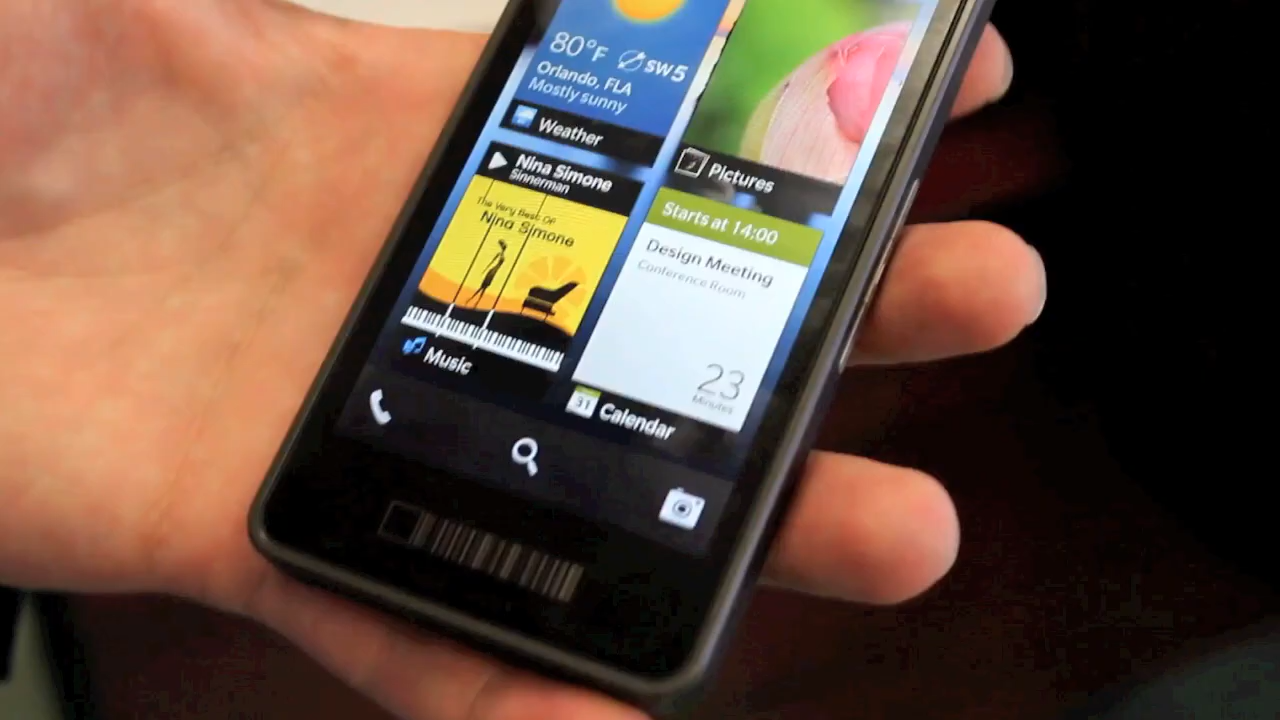 80°F SW5
Orlando, FLA
Mostly sunny
Weather
Pictures
Nina Simone
Sinnerman
The Very Best OF
Nina Simone
Music
Starts at 14:00
Design Meeting
Conference Room
23
Minutes
31 Calendar